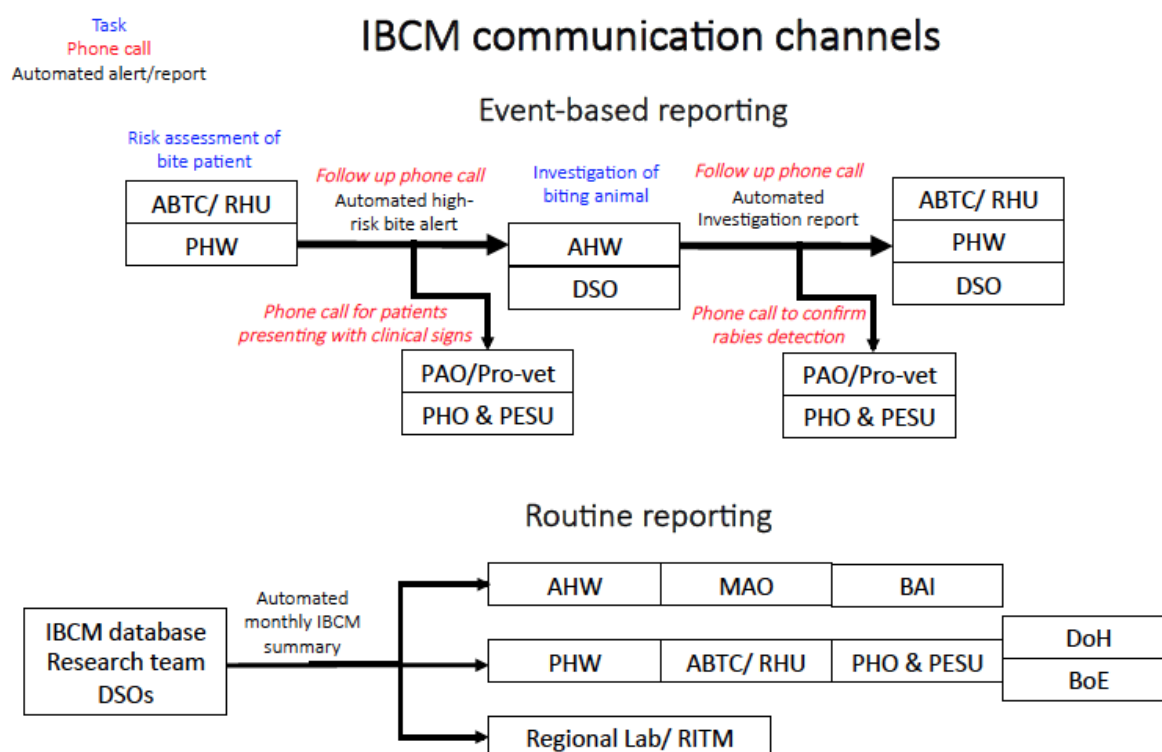 Task
Phone call
Automated alert/report
IBCM communication channels
Event-based reporting
Risk assessment of
bite patient
ABTC/ RHU
PHW
Follow up phone call
Automated high-
risk bite alert
Phone call for patients
presenting with clinical signs
PAO/Pro-vet
PHO & PESU
Investigation of
biting animal
AHW
DSO
Follow up phone call
Automated
Investigation report
Phone call to confirm
rabies detection
PAO/Pro-vet
PHO & PESU
ABTC/ RHU
PHW
DSO
Routine reporting
IBCM database
Research team
DSOs
Automated
monthly IBCM
summary
AHW
MAO
BAI
PHW
ABTC/ RHU
PHO & PESU
DoH
BoE
Regional Lab/ RITM